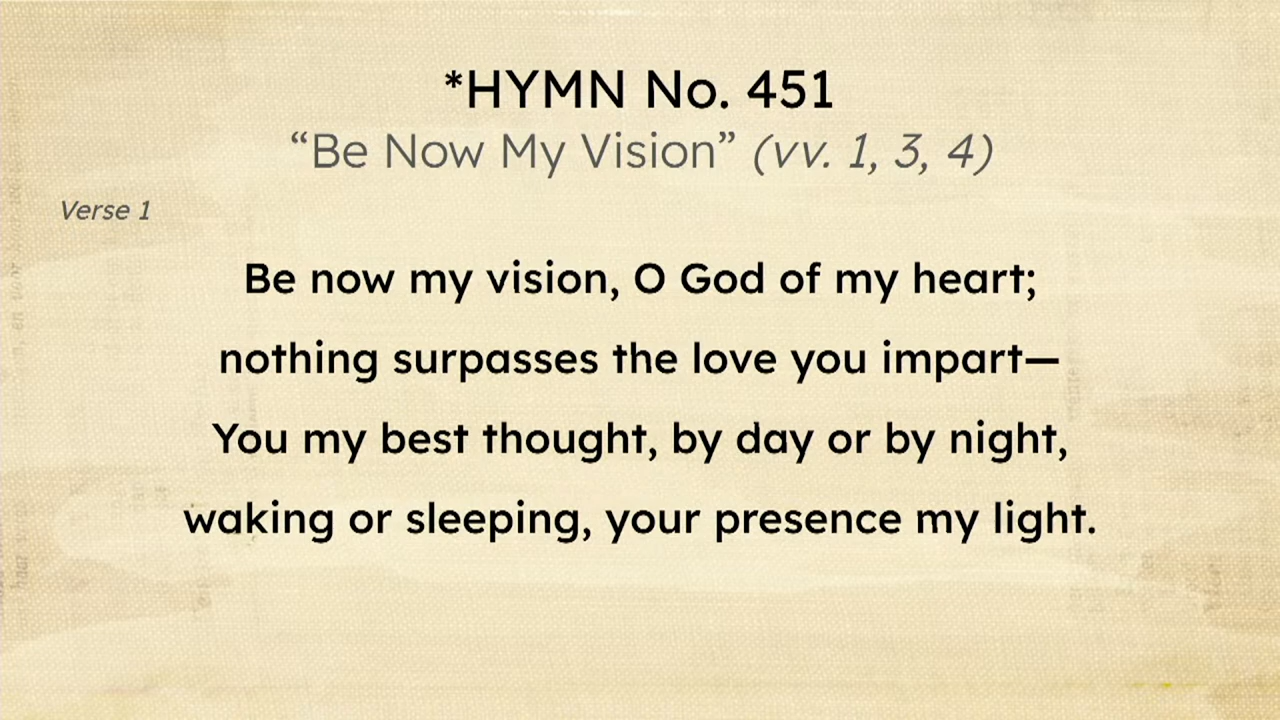 *HYMN No. 451
“Be Now My Vision” (vv. 1, 3, 4)
Verse 1
Be now my vision, O God of my heart;
nothing surpasses the love you impart—
You my best thought, by day or by night,
waking or sleeping, your presence my light.